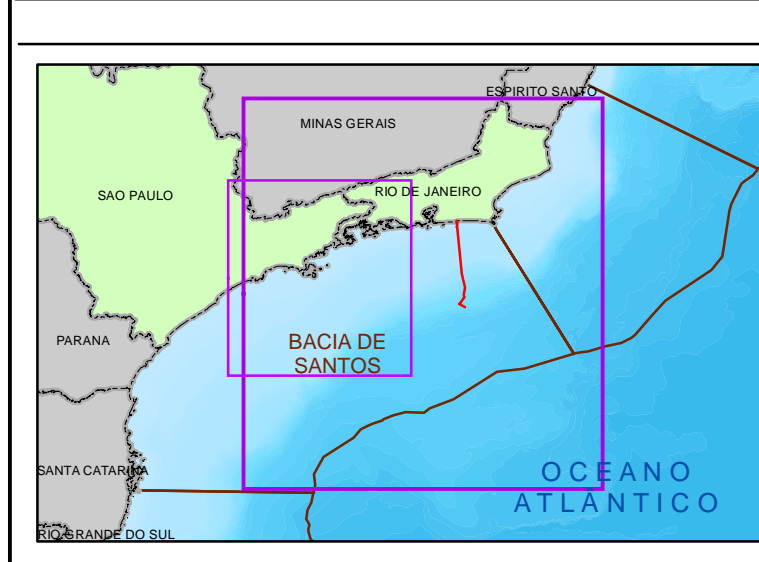 ESPIRITO SANTO
MINAS GERAIS
RIO DE JANEIRO
SAO PAULO
PARANA
BACIA DE
SANTOS
SANTA CATARINA
OCEANO
ATLÂNTICO
RIO GRANDE DO SUL